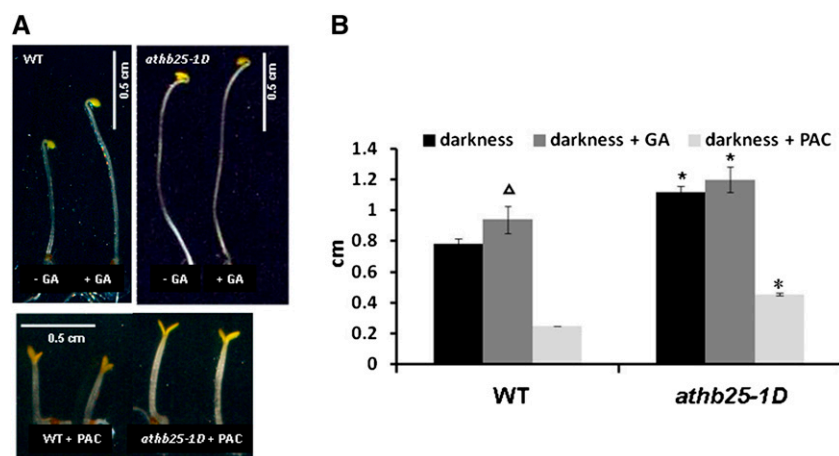 A
WT
0.5 cm
- GA
+ GA
athb25-1D
0.5 cm
- GA
+ GA
0.5 cm
WT + PAC
athb25-1D + PAC
B
darkness darkness + GA darkness + PAC
1.4
1.2
1
0.8
0.6
0.4
0.2
0
cm
Δ
*
*
*
WT
athb25-1D